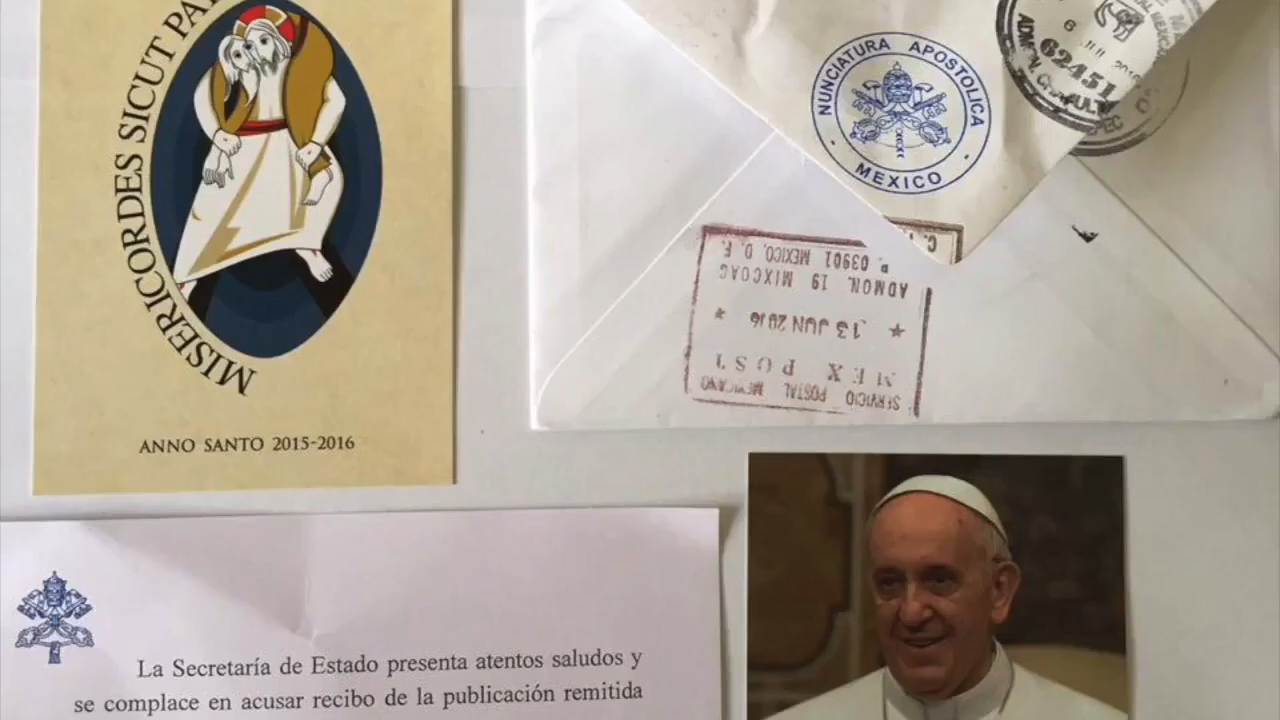 MISERICORDES SICUT PA
ANNO SANTO 2015-2016
NUNCIATURA APOSTOLICA
• MEXICO •
6 JUL
62451
SERVICIO POSTAL MEXICANO
MEX POST
★ 13 JUN 2016 ★
ADMON. 19 MIXCOAC
P. 03901 MEXICO, D. F.
La Secretaría de Estado presenta atentos saludos y
se complace en acusar recibo de la publicación remitida